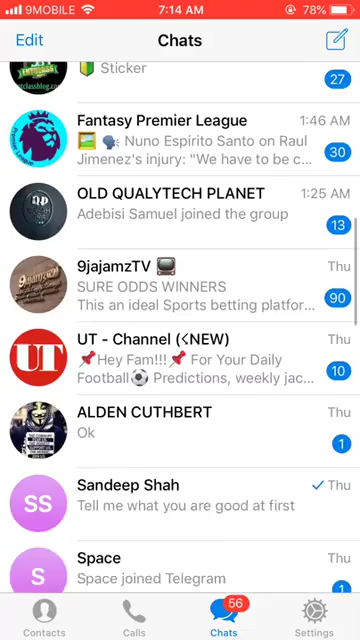 9MOBILE 7:14 AM 78%
Edit Chats
Sticker
27
Fantasy Premier League 1:46 AM
Nuno Espirito Santo on Raul
Jimenez's injury: "We have to be c... 30
OLD QUALYTECH PLANET 1:25 AM
Adebisi Samuel joined the group
13
9jajamzTV Thu
SURE ODDS WINNERS
This an ideal Sports betting platfor... 90
UT - Channel (<NEW) Thu
Hey Fam!!! For Your Daily
Football Predictions, weekly jac... 10
UT
ALDEN CUTHBERT Thu
Ok
1
Sandeep Shah Thu
SS
Tell me what you are good at first
Space Thu
S
Space joined Telegram
1
56
Contacts Calls Chats Settings